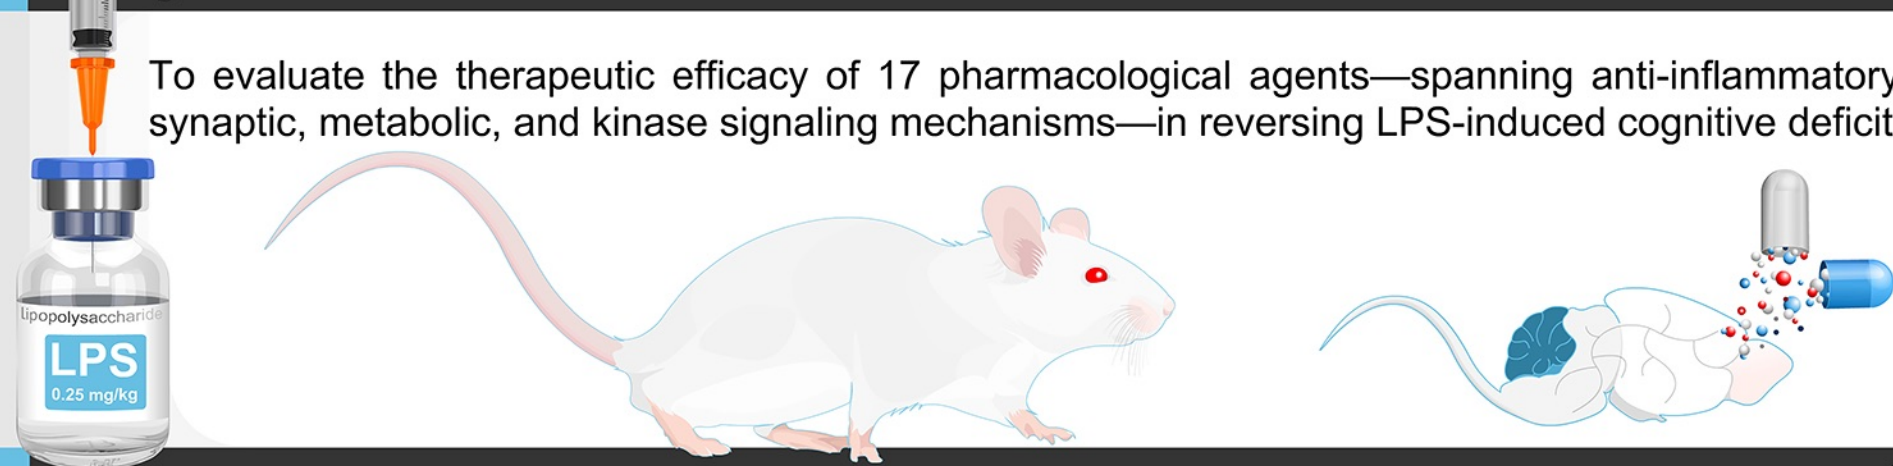 To evaluate the therapeutic efficacy of 17 pharmacological agents—spanning anti-inflammatory
synaptic, metabolic, and kinase signaling mechanisms—in reversing LPS-induced cognitive deficit
lipopolysaccharide
LPS
0.25 mg/kg